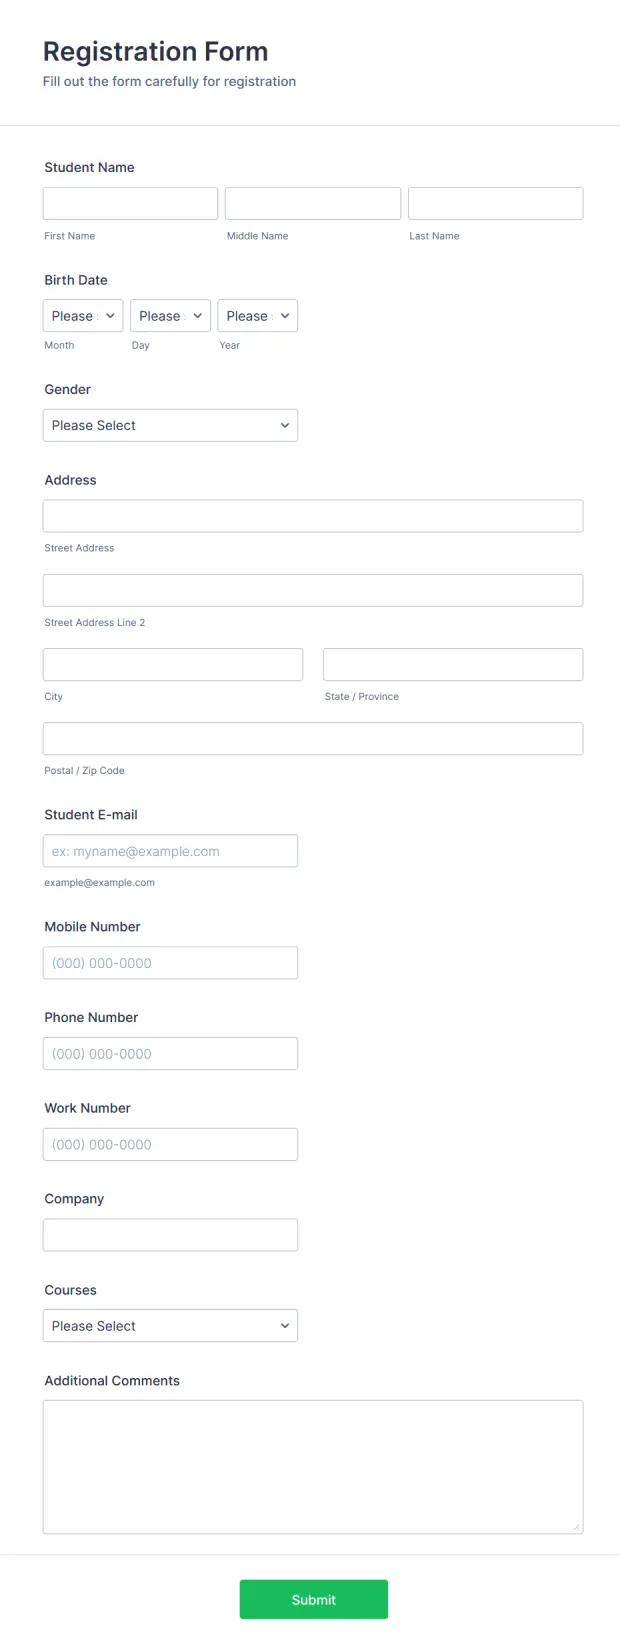 Registration Form
Fill out the form carefully for registration
Student Name
First Name Middle Name Last Name
Birth Date
Please Please Please
Month Day Year
Gender
Please Select
Address
Street Address
Street Address Line 2
City State / Province
Postal / Zip Code
Student E-mail
ex: myname@example.com
example@example.com
Mobile Number
(000) 000-0000
Phone Number
(000) 000-0000
Work Number
(000) 000-0000
Company
Courses
Please Select
Additional Comments
Submit